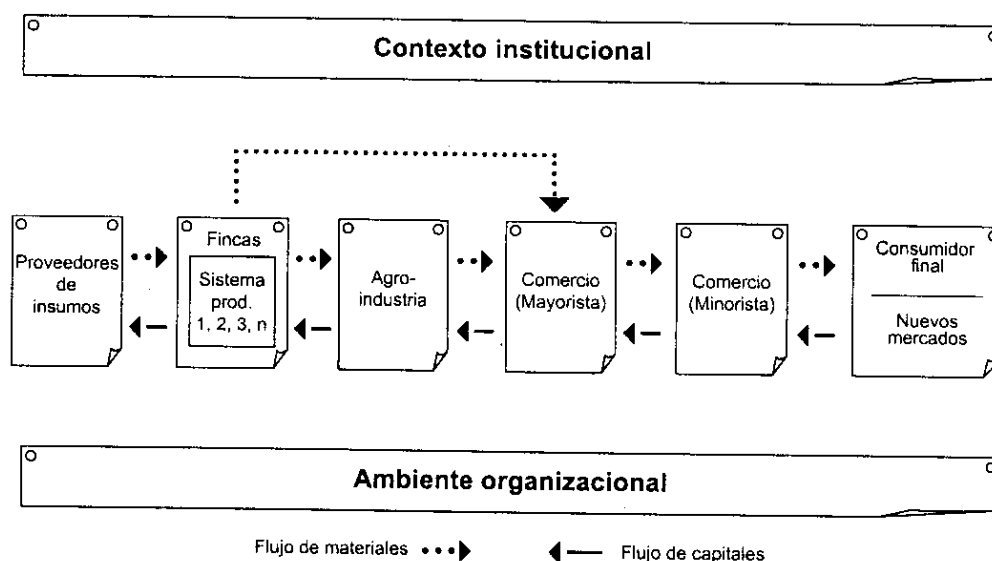 Contexto institucional
Proveedores
de
insumos
Fincas
Sistema
prod.
1, 2, 3, n
Agro-
industria
Comercio
(Mayorista)
Comercio
(Minorista)
Consumidor
final
Nuevos
mercados
Ambiente organizacional
Flujo de materiales
Flujo de capitales